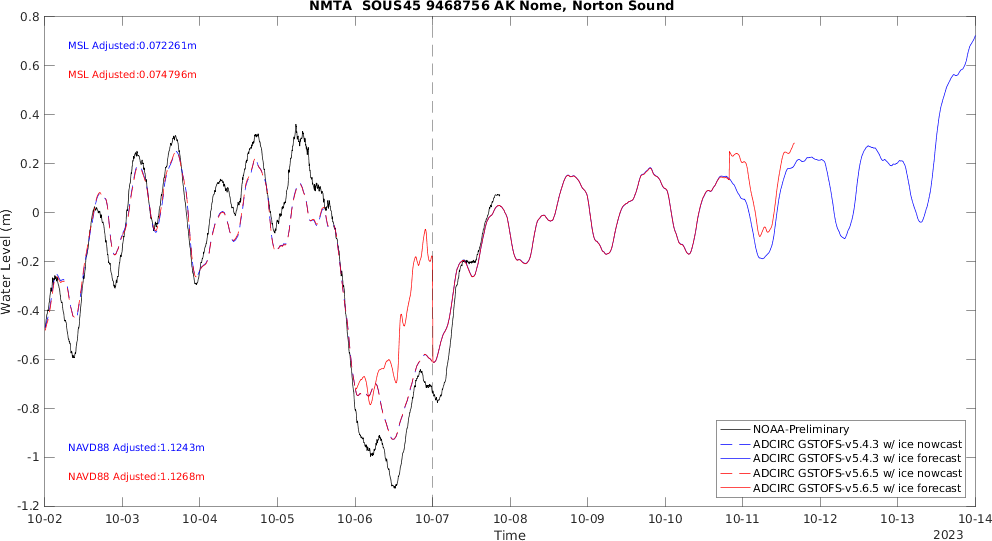 NMTA  SOUS45 9468756 AK Nome, Norton Sound
MSL Adjusted:0.072261m
MSL Adjusted:0.074796m
NAVD88 Adjusted:1.1243m
NAVD88 Adjusted:1.1268m
Water Level (m)
0.8
0.6
0.4
0.2
0
-0.2
-0.4
-0.6
-0.8
-1
-1.2
NOAA-Preliminary
ADCIRC GSTOFS-v5.4.3 w/ ice nowcast
ADCIRC GSTOFS-v5.4.3 w/ ice forecast
ADCIRC GSTOFS-v5.6.5 w/ ice nowcast
ADCIRC GSTOFS-v5.6.5 w/ ice forecast
10-02 10-03 10-04 10-05 10-06 10-07 10-08 10-09 10-10 10-11 10-12 10-13 10-14
Time
2023